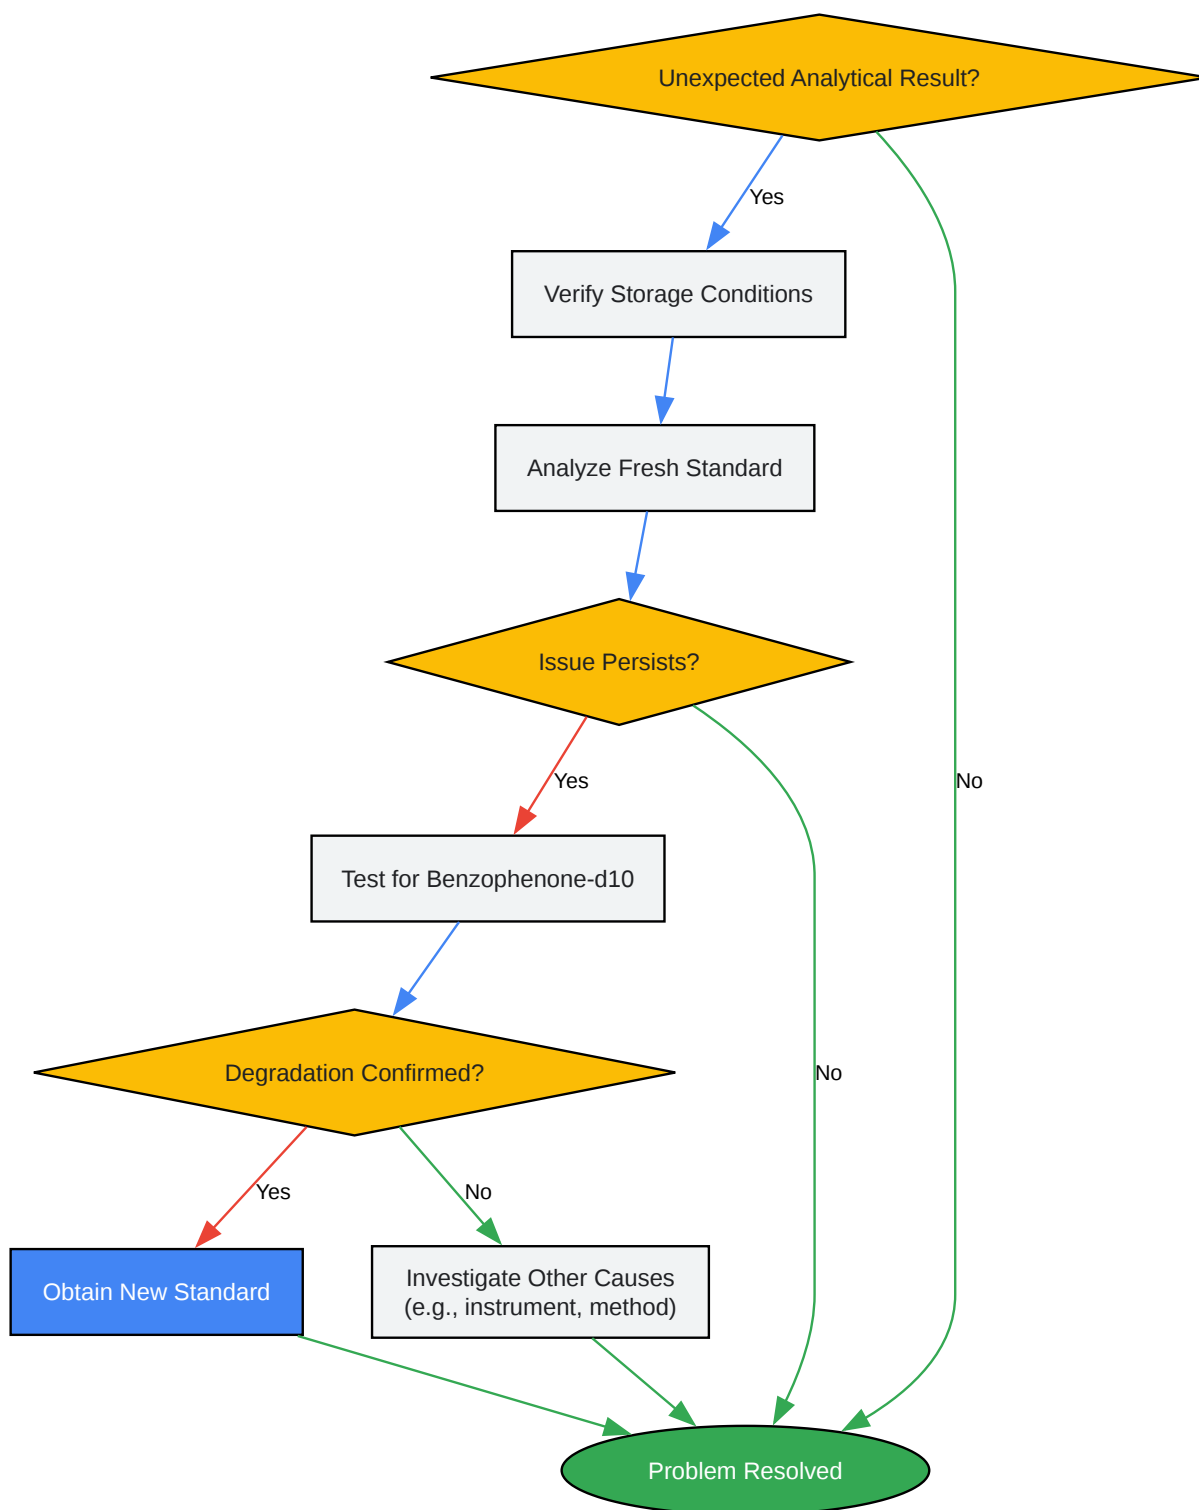 Unexpected Analytical Result?
Yes
Verify Storage Conditions
Analyze Fresh Standard
Issue Persists?
Yes
No
Test for Benzophenone-d10
Degradation Confirmed?
No
Yes
No
Obtain New Standard
Investigate Other Causes
(e.g., instrument, method)
Problem Resolved